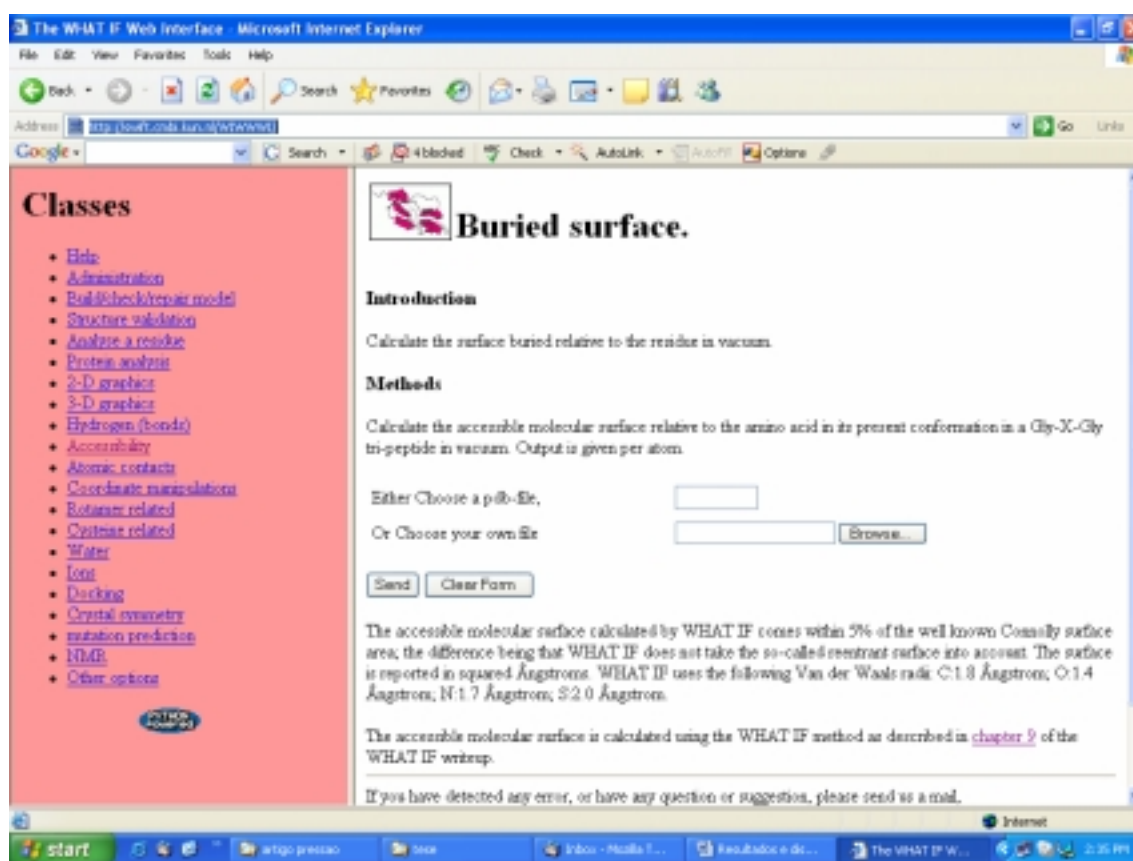 The WHAT IF Web Interface - Microsoft Internet Explorer
File Edit View Favorites Tools Help
Back Search Favorites
Address Go Links
Google Search 4 blocked Check AutoLink AutoFill Options
Classes
Help
Administration
Build/check/repair model
Structure validation
Analyse a residue
Protein analysis
2-D graphics
3-D graphics
Hydrogen (bonds)
Accessibility
Atomic contacts
Coordinate manipulations
Rotamer related
Cysteine related
Water
Ions
Docking
Crystal symmetry
mutation prediction
NMR
Other options
PYTHON
POWERED
Buried surface.
Introduction
Calculate the surface buried relative to the residue in vacuum.
Methods
Calculate the accessible molecular surface relative to the amino acid in its present conformation in a Gly-X-Gly
tri-peptide in vacuum. Output is given per atom.
Either Choose a pdb-file,
Or Choose your own file Browse...
Send Clear Form
The accessible molecular surface calculated by WHAT IF comes within 5% of the well known Connolly surface
area; the difference being that WHAT IF does not take the so-called reentrant surface into account. The surface
is reported in squared Ångstroms. WHAT IF uses the following Van der Waals radii: C:1.8 Ångstrom; O:1.4
Ångstrom; N:1.7 Ångstrom; S:2.0 Ångstrom.
The accessible molecular surface is calculated using the WHAT IF method as described in chapter 9 of the
WHAT IF writeup.
If you have detected any error, or have any question or suggestion, please send us a mail,
Internet
start artigo pressao tese Inbox - Mozilla T... Resultados e dis... The WHAT IF W... 2:35 PM